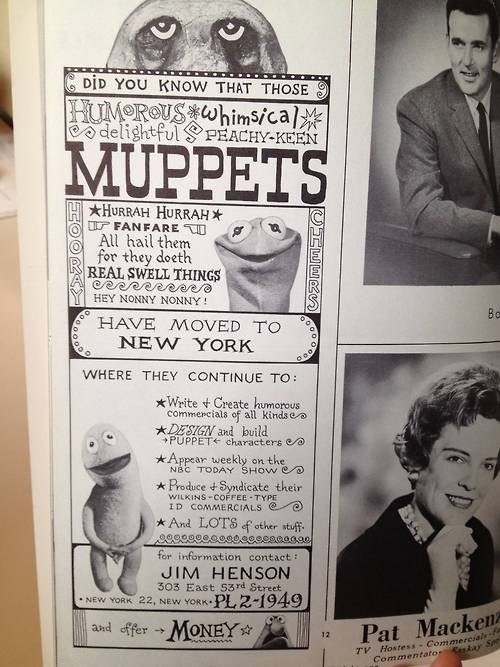 DID YOU KNOW THAT THOSE
HUMOROUS * whimsical
delightful PEACHY-KEEN
MUPPETS
HOORAY
★ HURRAH HURRAH ★
FANFARE
All hail them
for they doeth
REAL SWELL THINGS
HEY NONNY NONNY!
CHEERS
HAVE MOVED TO
NEW YORK
WHERE THEY CONTINUE TO:
★ Write & Create humorous
commercials of all kinds
★ DESIGN and build
→PUPPET← characters
★ Appear weekly on the
NBC TODAY SHOW
★ Produce & Syndicate their
WILKINS-COFFEE-TYPE
ID COMMERCIALS
★ And LOTS of other stuff.
for information contact:
JIM HENSON
303 East 53rd Street
• NEW YORK 22, NEW YORK • PL 2-1949
and offer → MONEY ☆
12
Bo
Pat Macken
TV Hostess - Commercials
Commentator